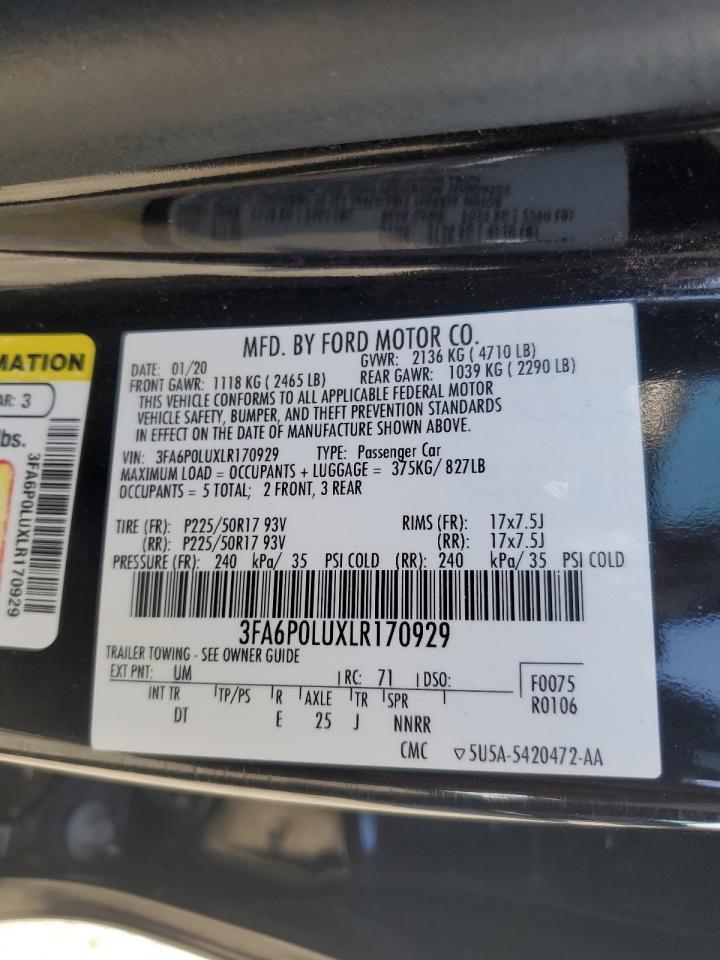 MFD. BY FORD MOTOR CO.
DATE: 01/20 GVWR: 2136 KG ( 4710 LB)
FRONT GAWR: 1118 KG ( 2465 LB) REAR GAWR: 1039 KG ( 2290 LB)
THIS VEHICLE CONFORMS TO ALL APPLICABLE FEDERAL MOTOR
VEHICLE SAFETY, BUMPER, AND THEFT PREVENTION STANDARDS
IN EFFECT ON THE DATE OF MANUFACTURE SHOWN ABOVE.
VIN: 3FA6P0LUXLR170929 TYPE: Passenger Car
MAXIMUM LOAD = OCCUPANTS + LUGGAGE = 375KG/ 827LB
OCCUPANTS = 5 TOTAL; 2 FRONT, 3 REAR
TIRE (FR): P225/50R17 93V RIMS (FR): 17x7.5J
(RR): P225/50R17 93V (RR): 17x7.5J
PRESSURE (FR): 240 kPa/ 35 PSI COLD (RR): 240 kPa/ 35 PSI COLD
3FA6P0LUXLR170929
TRAILER TOWING - SEE OWNER GUIDE
EXT PNT: UM RC: 71 DSO:
INT TR TP/PS R AXLE TR SPR
DT E 25 J NNRR
F0075
R0106
CMC ▽5U5A-5420472-AA
MATION
AR: 3
lbs.
3FA6P0LUXLR170929